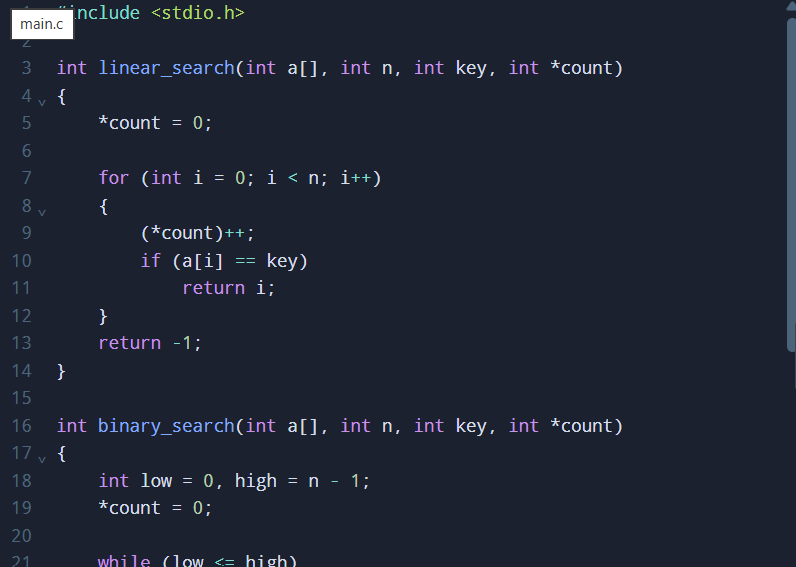 #include <stdio.h>
main.c
2
3 int linear_search(int a[], int n, int key, int *count)
4 {
5 *count = 0;
6
7 for (int i = 0; i < n; i++)
8 {
9 (*count)++;
10 if (a[i] == key)
11 return i;
12 }
13 return -1;
14 }
15
16 int binary_search(int a[], int n, int key, int *count)
17 {
18 int low = 0, high = n - 1;
19 *count = 0;
20
21 while (low <= high)